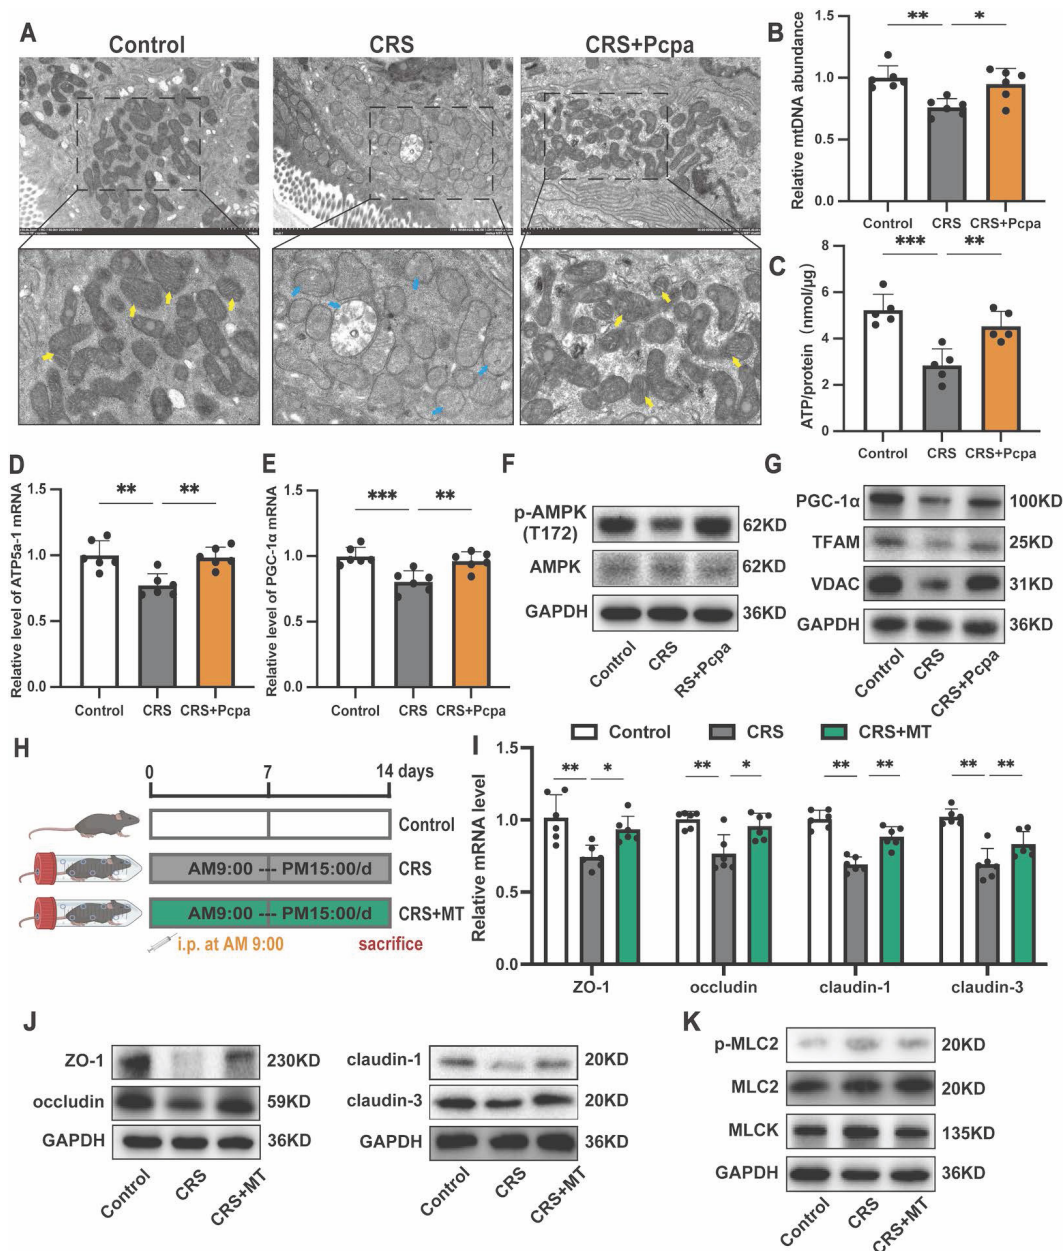 A
Control
CRS
CRS+Pcpa
B
Relative mtDNA abundance
1.5
1.0
0.5
0.0
** *
Control CRS CRS+Pcpa
C
ATP/protein (nmol/μg)
8
6
4
2
0
*** **
Control CRS CRS+Pcpa
D
Relative level of ATP5a-1 mRNA
1.5
1.0
0.5
0.0
** **
Control CRS CRS+Pcpa
E
Relative level of PGC-1α mRNA
1.5
1.0
0.5
0.0
*** **
Control CRS CRS+Pcpa
F
p-AMPK
(T172)
62KD
AMPK 62KD
GAPDH 36KD
Control CRS RS+Pcpa
G
PGC-1α 100KD
TFAM 25KD
VDAC 31KD
GAPDH 36KD
Control CRS CRS+Pcpa
H
0 7 14 days
Control
AM9:00 --- PM15:00/d CRS
AM9:00 --- PM15:00/d CRS+MT
i.p. at AM 9:00 sacrifice
I
Control CRS CRS+MT
Relative mRNA level
1.5
1.0
0.5
0.0
** * ** * ** ** ** **
ZO-1 occludin claudin-1 claudin-3
J
ZO-1 230KD
occludin 59KD
GAPDH 36KD
Control CRS CRS+MT
claudin-1 20KD
claudin-3 20KD
GAPDH 36KD
Control CRS CRS+MT
K
p-MLC2 20KD
MLC2 20KD
MLCK 135KD
GAPDH 36KD
Control CRS CRS+MT